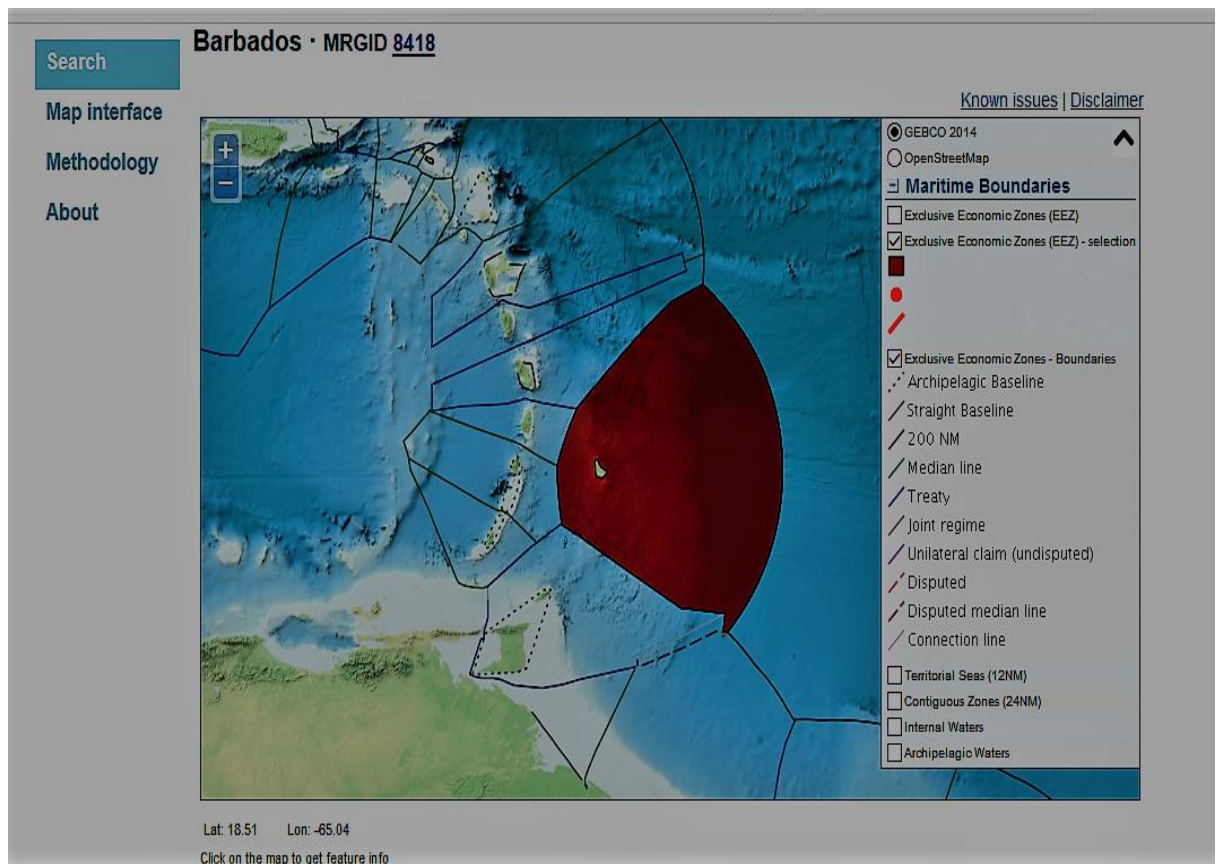 Barbados · MRGID 8418
Search
Map interface
Methodology
About
Known issues | Disclaimer
+
−
GEBCO 2014
OpenStreetMap
Maritime Boundaries
Exclusive Economic Zones (EEZ)
Exclusive Economic Zones (EEZ) - selection
Exclusive Economic Zones - Boundaries
Archipelagic Baseline
Straight Baseline
200 NM
Median line
Treaty
Joint regime
Unilateral claim (undisputed)
Disputed
Disputed median line
Connection line
Territorial Seas (12NM)
Contiguous Zones (24NM)
Internal Waters
Archipelagic Waters
Lat: 18.51 Lon: -65.04
Click on the map to get feature info